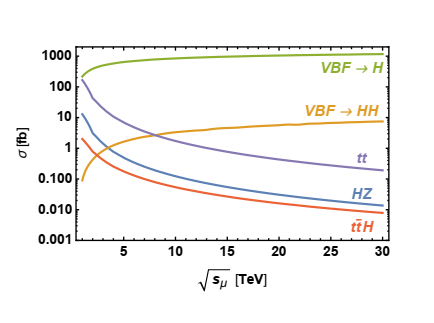 1000
100
10
1
0.100
0.010
0.001
σ [fb]
VBF → H
VBF → HH
tt
HZ
tt̄H
5 10 15 20 25 30
√sμ [TeV]